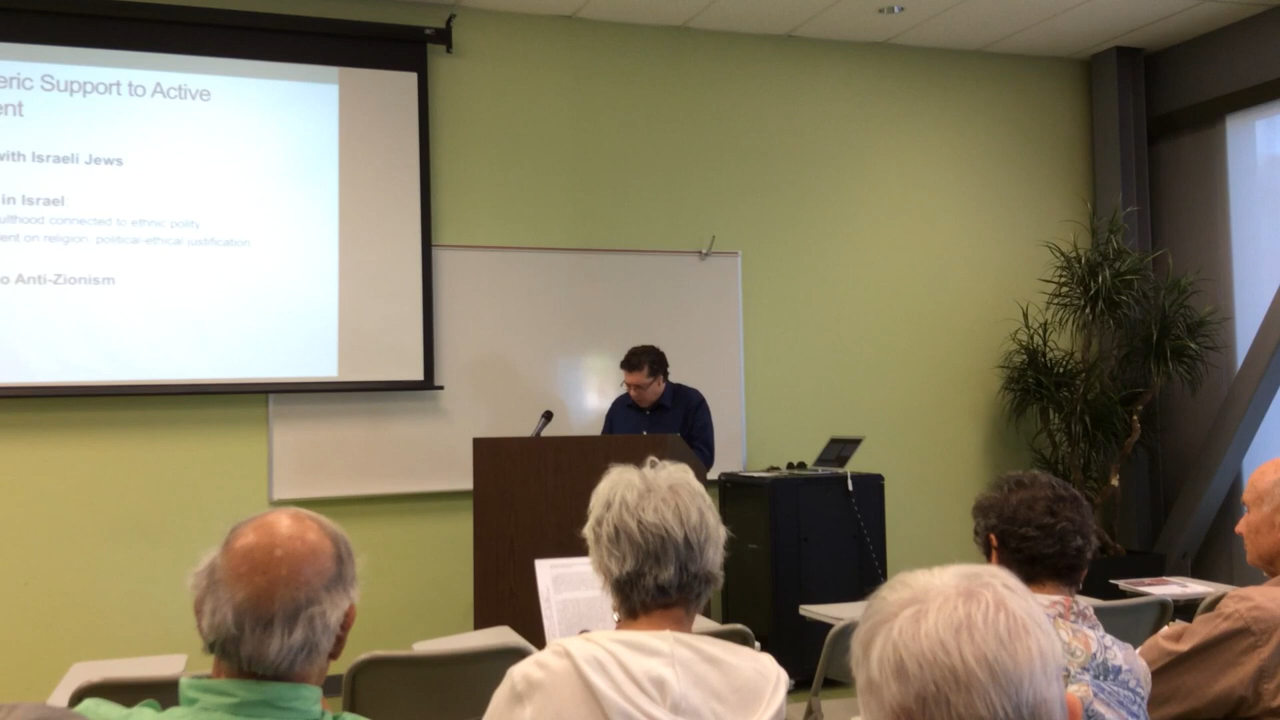 eric Support to Active
ent
with Israeli Jews
in Israel
ulthood connected to ethnic polity
ent on religion, political-ethical justification
o Anti-Zionism